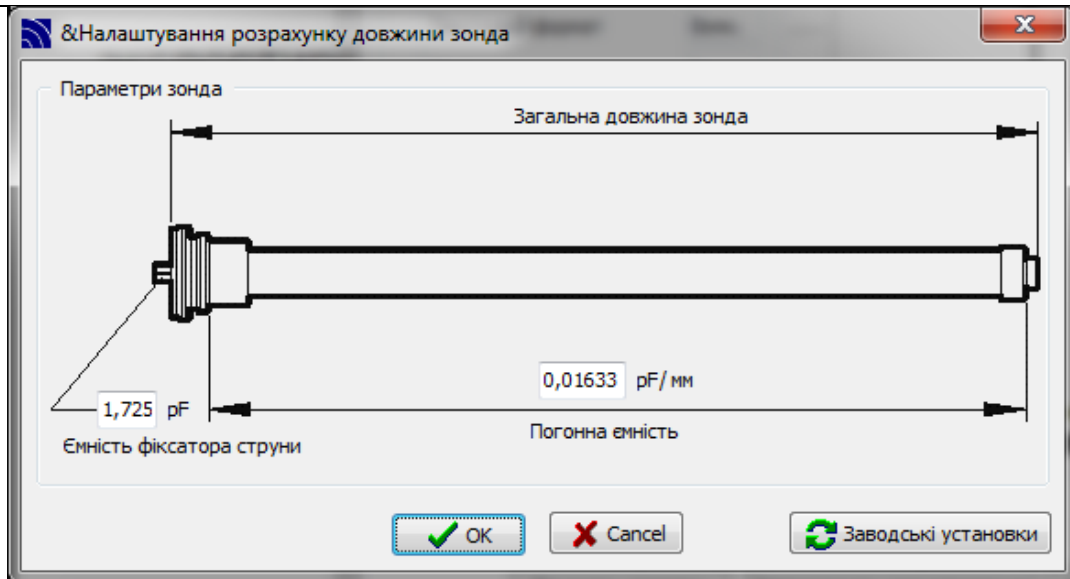 &Налаштування розрахунку довжини зонда
Параметри зонда
Загальна довжина зонда
0,01633 pF/мм
1,725 pF
Погонна ємність
Ємність фіксатора струни
OK
Cancel
Заводські установки